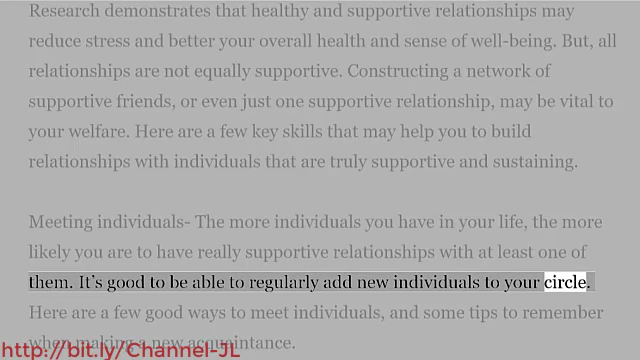 Research demonstrates that healthy and supportive relationships may
reduce stress and better your overall health and sense of well-being. But, all
relationships are not equally supportive. Constructing a network of
supportive friends, or even just one supportive relationship, may be vital to
your welfare. Here are a few key skills that may help you to build
relationships with individuals that are truly supportive and sustaining.
Meeting individuals- The more individuals you have in your life, the more
likely you are to have really supportive relationships with at least one of
them. It's good to be able to regularly add new individuals to your circle.
Here are a few good ways to meet individuals, and some tips to remember
when making a new acquaintance.
http://bit.ly/Channel-JL